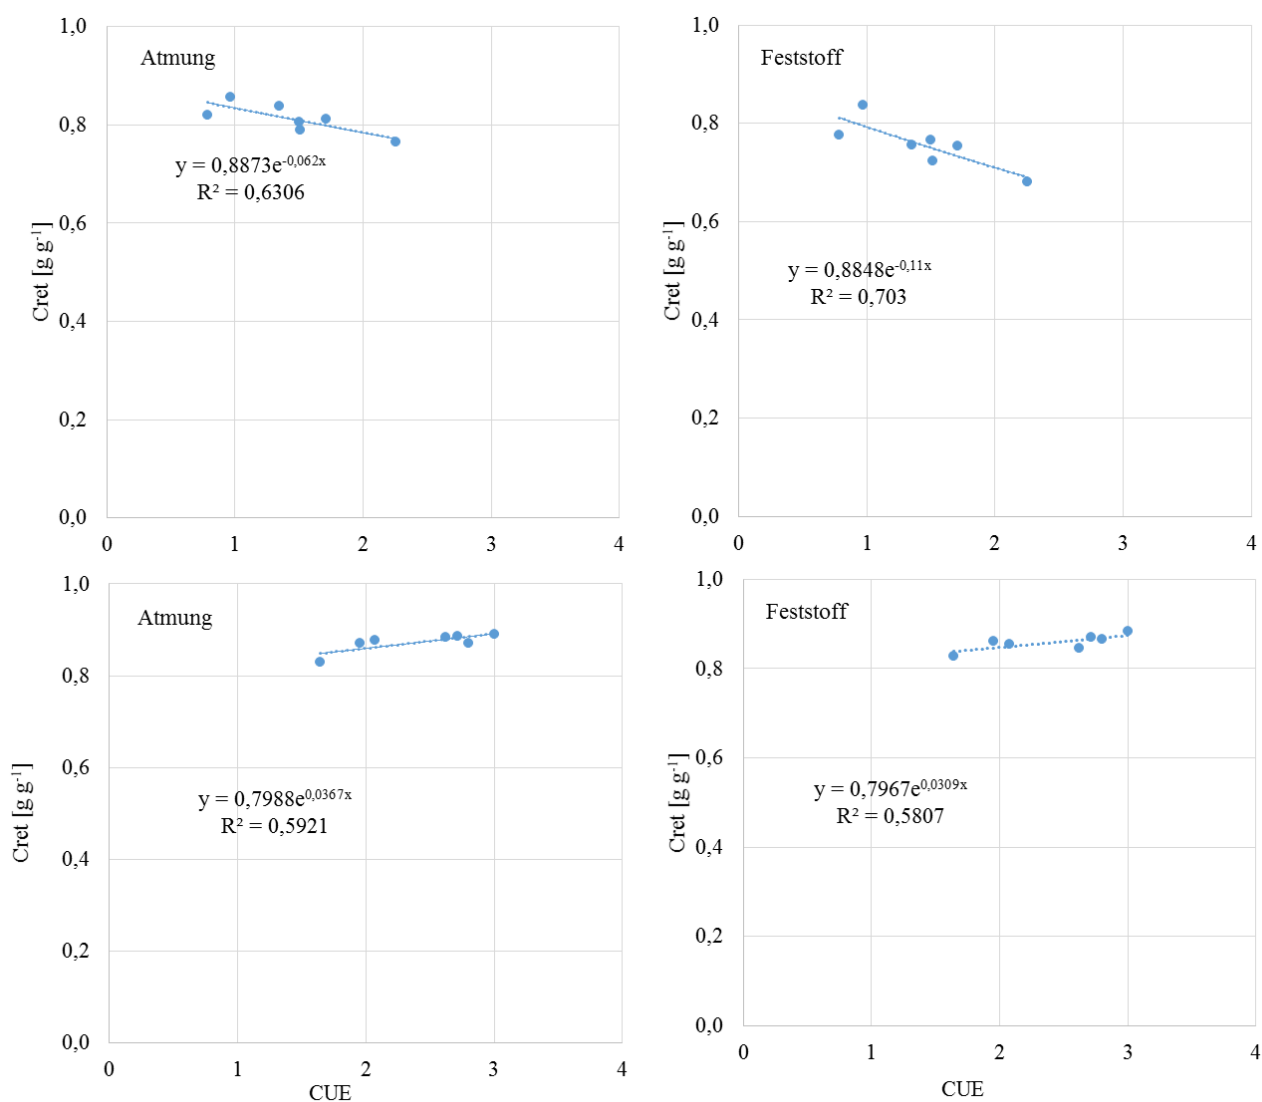 Atmung
1,0
0,8
0,6
0,4
0,2
0,0
Cret [g g⁻¹]
y = 0,8873e⁻⁰,⁰⁶²ˣ
R² = 0,6306
0 1 2 3 4
Feststoff
1,0
0,8
0,6
0,4
0,2
0,0
Cret [g g⁻¹]
y = 0,8848e⁻⁰,¹¹ˣ
R² = 0,703
0 1 2 3 4
Atmung
1,0
0,8
0,6
0,4
0,2
0,0
Cret [g g⁻¹]
y = 0,7988e⁰,⁰³⁶⁷ˣ
R² = 0,5921
0 1 2 3 4
CUE
Feststoff
1,0
0,8
0,6
0,4
0,2
0,0
Cret [g g⁻¹]
y = 0,7967e⁰,⁰³⁰⁹ˣ
R² = 0,5807
0 1 2 3 4
CUE